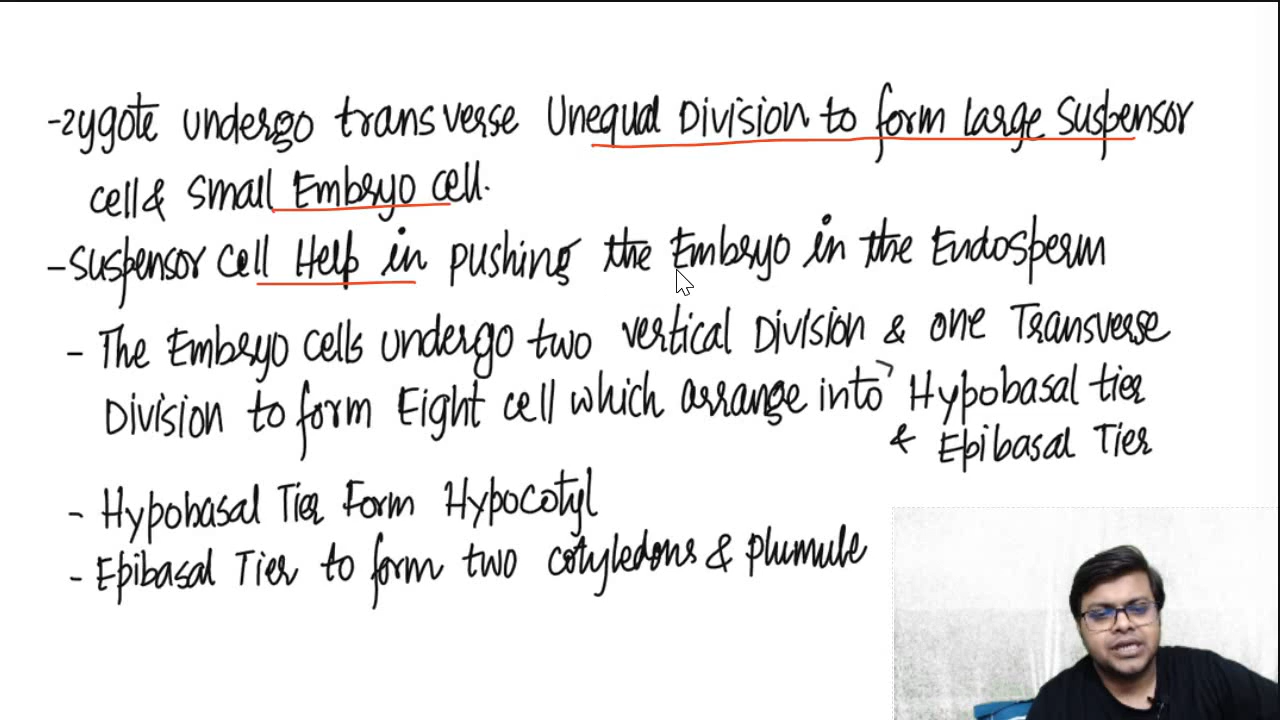 -zygote undergo transverse Unequal Division to form large Suspensor
cell & Small Embryo cell.
- Suspensor Cell Help in pushing the Embryo in the Endosperm
- The Embryo cells undergo two vertical Division & one Transverse
Division to form Eight cell which arrange into Hypobasal tier
& Epibasal Tier
- Hypobasal Tier Form Hypocotyl
- Epibasal Tier to form two cotyledons & plumule